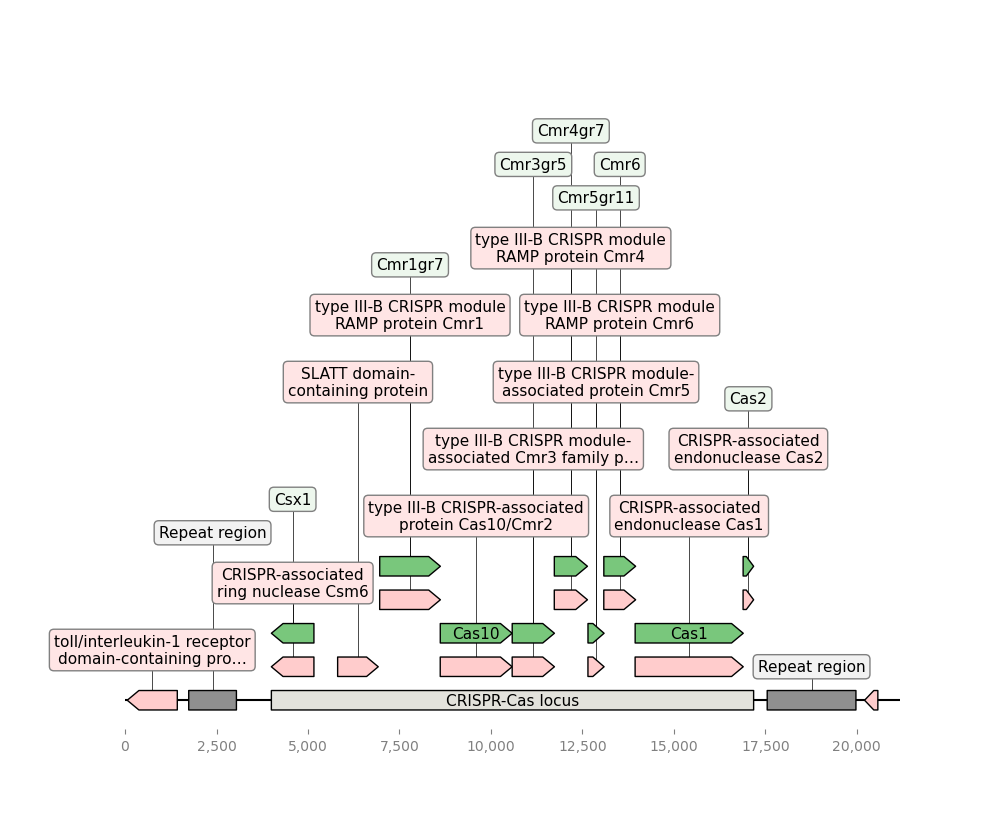 Cmr4gr7
Cmr3gr5
Cmr6
Cmr5gr11
type III-B CRISPR module
RAMP protein Cmr4
Cmr1gr7
type III-B CRISPR module
RAMP protein Cmr1
type III-B CRISPR module
RAMP protein Cmr6
SLATT domain-
containing protein
type III-B CRISPR module-
associated protein Cmr5
Cas2
type III-B CRISPR module-
associated Cmr3 family p...
CRISPR-associated
endonuclease Cas2
Csx1
type III-B CRISPR-associated
protein Cas10/Cmr2
CRISPR-associated
endonuclease Cas1
Repeat region
CRISPR-associated
ring nuclease Csm6
toll/interleukin-1 receptor
domain-containing pro...
Cas10
Cas1
Repeat region
CRISPR-Cas locus
0
2,500
5,000
7,500
10,000
12,500
15,000
17,500
20,000